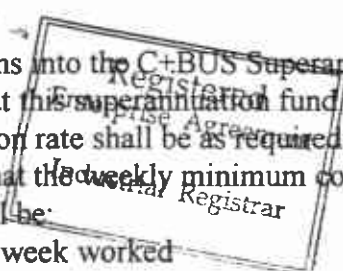 ns into the C+BUS Superan
Registered
at this superannuation fund
Enterprise Agreement
on rate shall be as required
at the weekly minimum co
Industrial Registrar
l be:
week worked